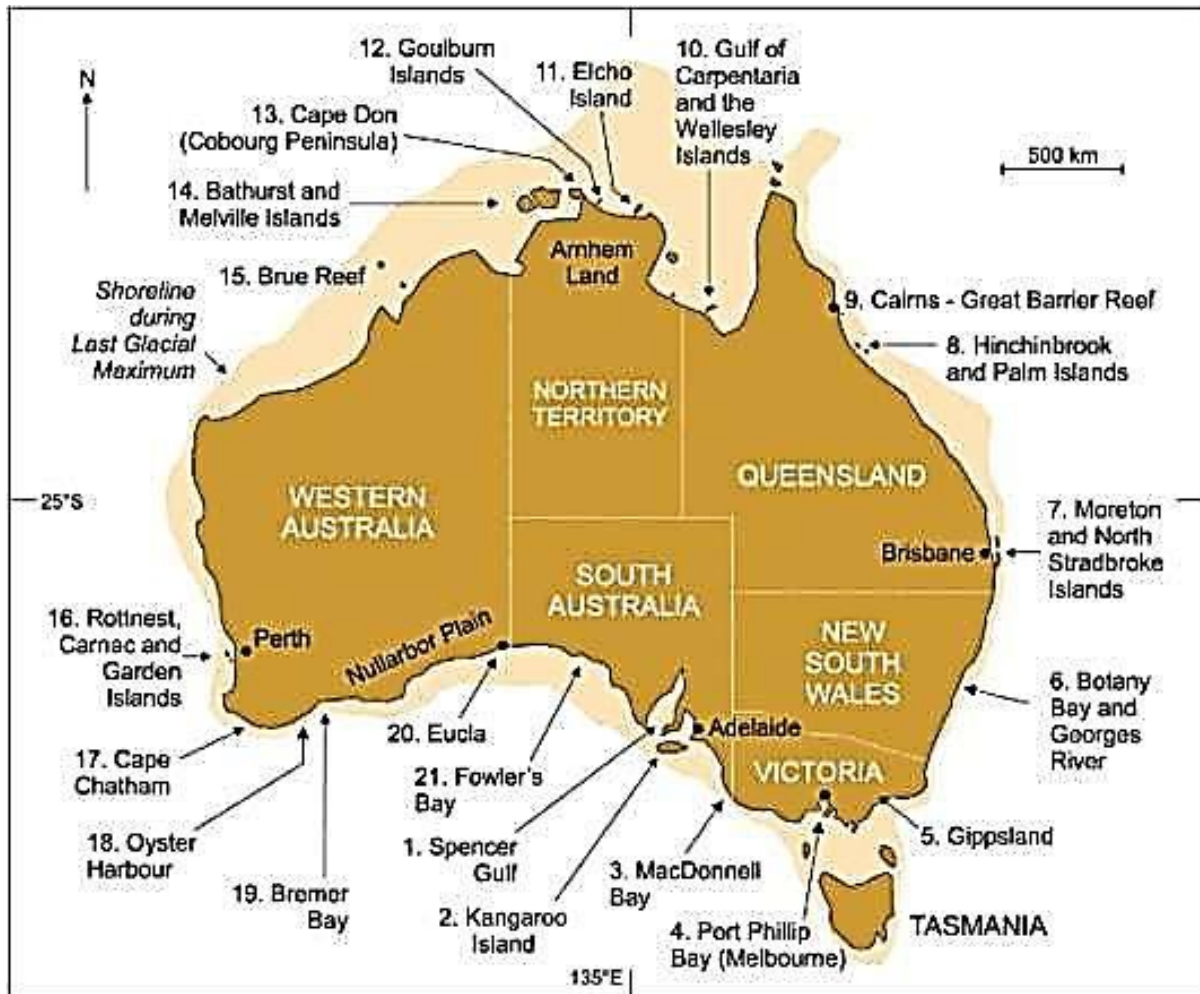 12. Goulburn
Islands
11. Elcho
Island
10. Gulf of
Carpentaria
and the
Wellesley
Islands
N
13. Cape Don
(Cobourg Peninsula)
500 km
14. Bathurst and
Melville Islands
Arnhem
Land
15. Brue Reef
Shoreline
during
Last Glacial
Maximum
9. Cairns - Great Barrier Reef
8. Hinchinbrook
and Palm Islands
NORTHERN
TERRITORY
QUEENSLAND
WESTERN
AUSTRALIA
25°S
7. Moreton
and North
Stradbroke
Islands
Brisbane
SOUTH
AUSTRALIA
16. Rottnest,
Carnac and
Garden
Islands
Perth
Nullarbor Plain
NEW
SOUTH
WALES
6. Botany
Bay and
Georges
River
20. Eucla
Adelaide
17. Cape
Chatham
21. Fowler's
Bay
VICTORIA
18. Oyster
Harbour
1. Spencer
Gulf
5. Gippsland
19. Bremer
Bay
3. MacDonnell
Bay
2. Kangaroo
Island
4. Port Phillip
Bay (Melbourne)
TASMANIA
135°E